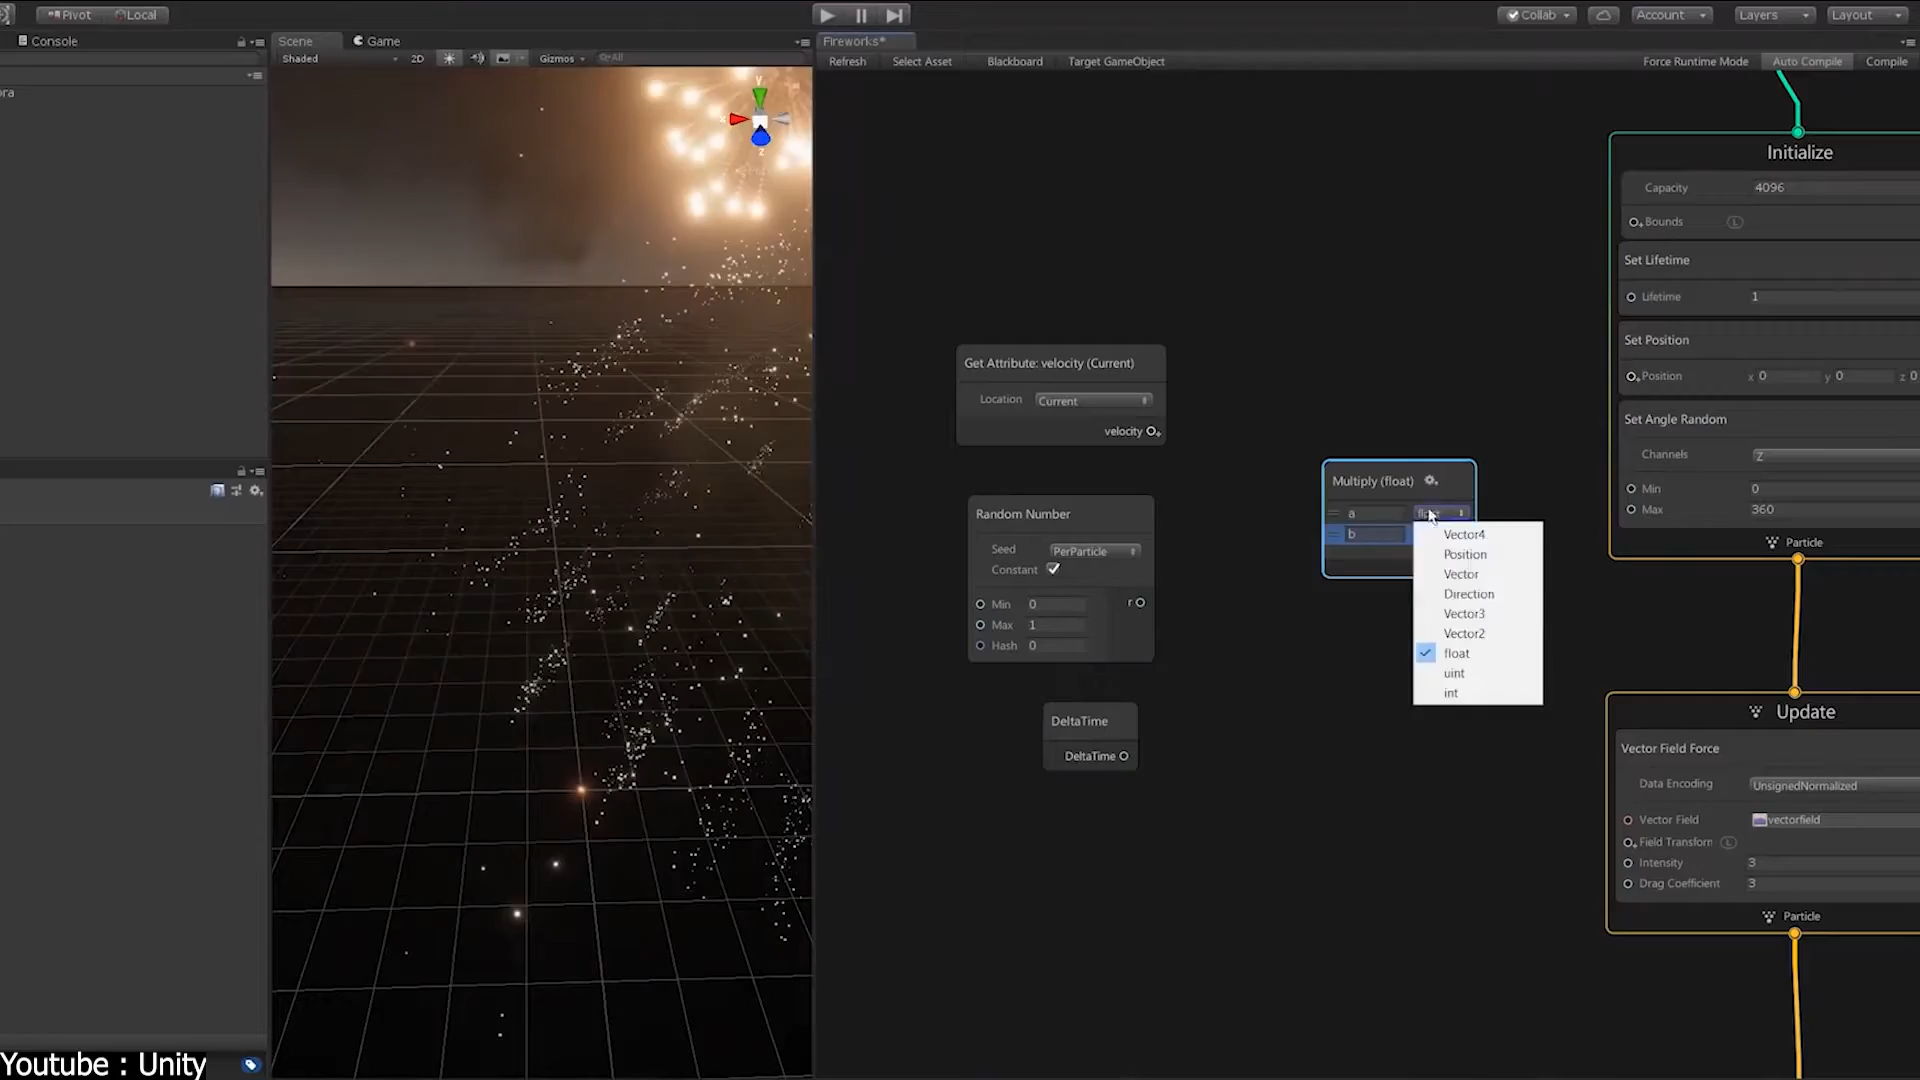 Pivot Local
Collab Account Layers Layout
Console
Scene Game
Fireworks*
Shaded 2D Gizmos All
Refresh Select Asset Blackboard Target GameObject
Force Runtime Mode Auto Compile Compile
ora
Y
x
z
Initialize
Capacity 4096
Bounds L
Set Lifetime
Lifetime 1
Set Position
Position x 0 y 0 z 0
Set Angle Random
Channels Z
Min 0
Max 360
Particle
Get Attribute: velocity (Current)
Location Current
velocity
Random Number
Seed PerParticle
Constant
Min 0 r
Max 1
Hash 0
DeltaTime
DeltaTime
Multiply (float)
a
b
Vector4
Position
Vector
Direction
Vector3
Vector2
float
uint
int
Update
Vector Field Force
Data Encoding UnsignedNormalized
Vector Field vectorfield
Field Transform L
Intensity 3
Drag Coefficient 3
Particle
Youtube : Unity